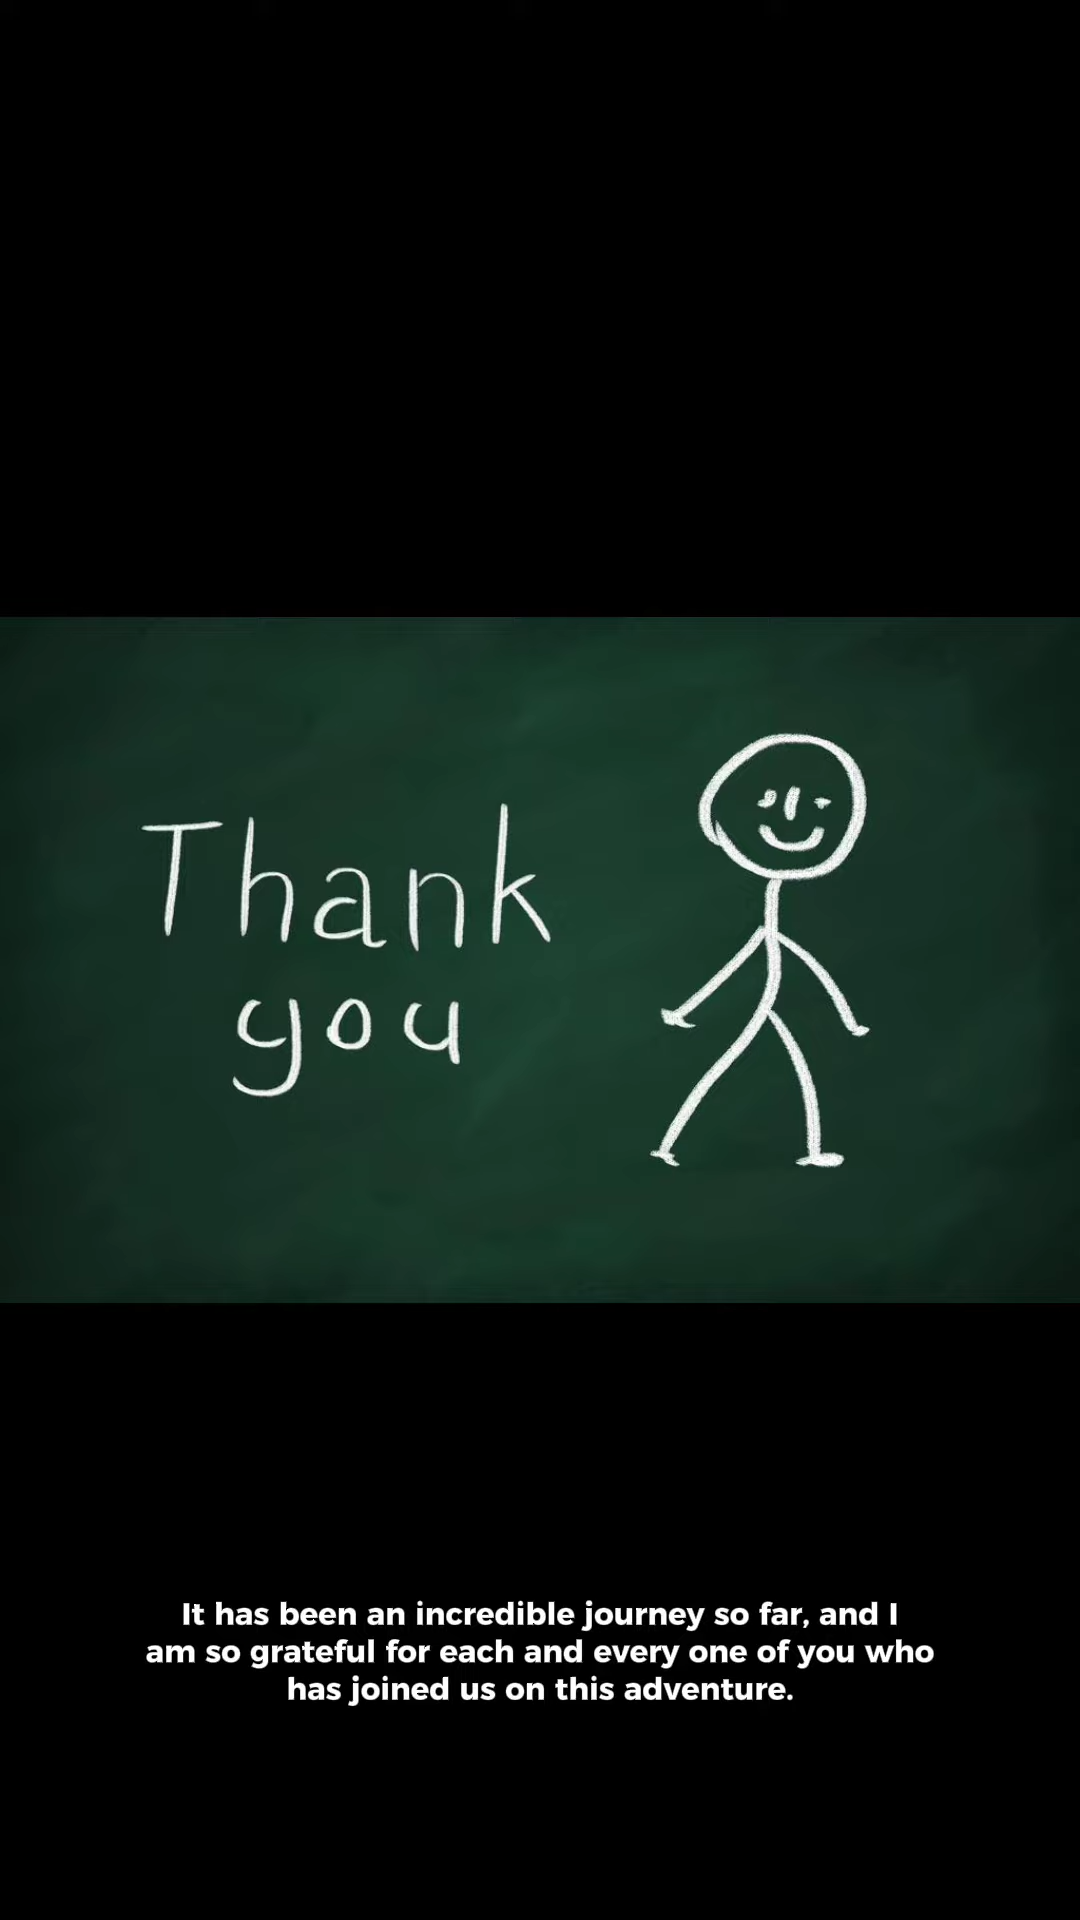 Thank
you
It has been an incredible journey so far, and I
am so grateful for each and every one of you who
has joined us on this adventure.